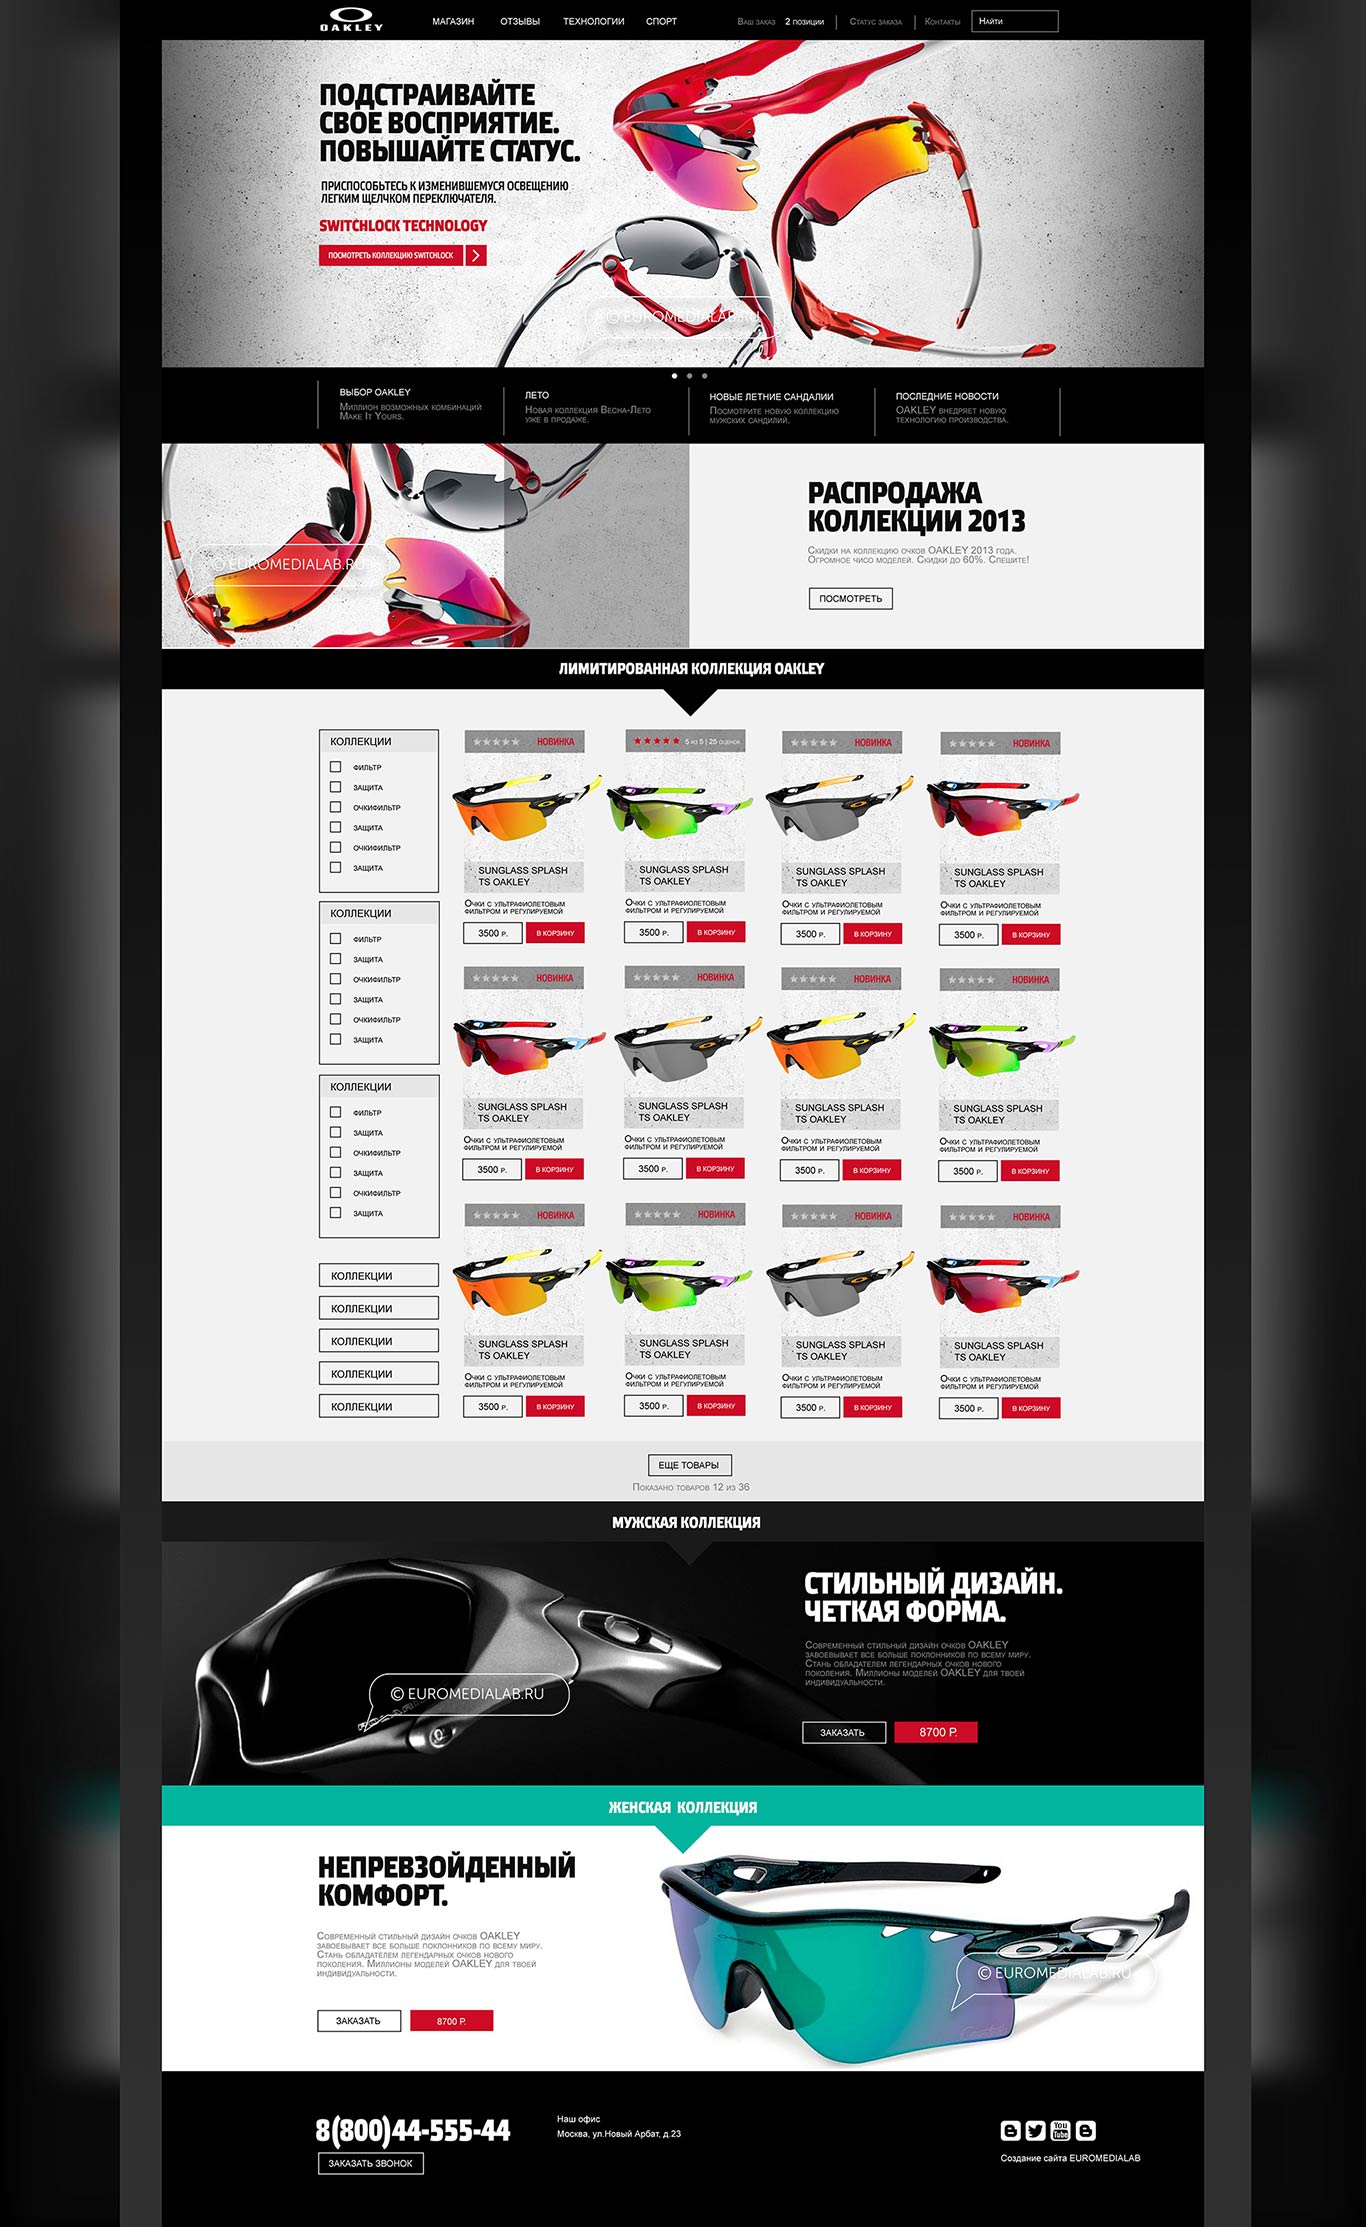 OAKLEY
МАГАЗИН ОТЗЫВЫ ТЕХНОЛОГИИ СПОРТ Ваш заказ 2 позиции Статус заказа Контакты Найти
ПОДСТРАИВАЙТЕ
СВОЕ ВОСПРИЯТИЕ.
ПОВЫШАЙТЕ СТАТУС.
ПРИСПОСОБЬТЕСЬ К ИЗМЕНИВШЕМУСЯ ОСВЕЩЕНИЮ
ЛЕГКИМ ЩЕЛЧКОМ ПЕРЕКЛЮЧАТЕЛЯ.
SWITCHLOCK TECHNOLOGY
ПОСМОТРЕТЬ КОЛЛЕКЦИЮ SWITCHLOCK
© EUROMEDIALAB.RU
ВЫБОР OAKLEY
Миллион возможных комбинаций
Make It Yours.
ЛЕТО
Новая коллекция Весна-Лето
уже в продаже.
НОВЫЕ ЛЕТНИЕ САНДАЛИИ
Посмотрите новую коллекцию
мужских сандилий.
ПОСЛЕДНИЕ НОВОСТИ
OAKLEY внедряет новую
технологию производства.
© EUROMEDIALAB.RU
РАСПРОДАЖА
КОЛЛЕКЦИИ 2013
Скидки на коллекцию очков OAKLEY 2013 года.
Огромное чисо моделей. Скидки до 60%. Спешите!
ПОСМОТРЕТЬ
ЛИМИТИРОВАННАЯ КОЛЛЕКЦИЯ OAKLEY
КОЛЛЕКЦИИ
фильтр
защита
очкифильтр
защита
очкифильтр
защита
КОЛЛЕКЦИИ
фильтр
защита
очкифильтр
защита
очкифильтр
защита
КОЛЛЕКЦИИ
фильтр
защита
очкифильтр
защита
очкифильтр
защита
КОЛЛЕКЦИИ
КОЛЛЕКЦИИ
КОЛЛЕКЦИИ
КОЛЛЕКЦИИ
КОЛЛЕКЦИИ
НОВИНКА 5 из 5 | 25 оценок НОВИНКА НОВИНКА
SUNGLASS SPLASH SUNGLASS SPLASH SUNGLASS SPLASH SUNGLASS SPLASH
TS OAKLEY TS OAKLEY TS OAKLEY TS OAKLEY
Очки с ультрафиолетовым Очки с ультрафиолетовым Очки с ультрафиолетовым Очки с ультрафиолетовым
фильтром и регулируемой фильтром и регулируемой фильтром и регулируемой фильтром и регулируемой
3500 р. В КОРЗИНУ 3500 р. В КОРЗИНУ 3500 р. В КОРЗИНУ 3500 р. В КОРЗИНУ
НОВИНКА НОВИНКА НОВИНКА НОВИНКА
SUNGLASS SPLASH SUNGLASS SPLASH SUNGLASS SPLASH SUNGLASS SPLASH
TS OAKLEY TS OAKLEY TS OAKLEY TS OAKLEY
Очки с ультрафиолетовым Очки с ультрафиолетовым Очки с ультрафиолетовым Очки с ультрафиолетовым
фильтром и регулируемой фильтром и регулируемой фильтром и регулируемой фильтром и регулируемой
3500 р. В КОРЗИНУ 3500 р. В КОРЗИНУ 3500 р. В КОРЗИНУ 3500 р. В КОРЗИНУ
НОВИНКА НОВИНКА НОВИНКА НОВИНКА
SUNGLASS SPLASH SUNGLASS SPLASH SUNGLASS SPLASH SUNGLASS SPLASH
TS OAKLEY TS OAKLEY TS OAKLEY TS OAKLEY
Очки с ультрафиолетовым Очки с ультрафиолетовым Очки с ультрафиолетовым Очки с ультрафиолетовым
фильтром и регулируемой фильтром и регулируемой фильтром и регулируемой фильтром и регулируемой
3500 р. В КОРЗИНУ 3500 р. В КОРЗИНУ 3500 р. В КОРЗИНУ 3500 р. В КОРЗИНУ
ЕЩЕ ТОВАРЫ
Показано товаров 12 из 36
МУЖСКАЯ КОЛЛЕКЦИЯ
СТИЛЬНЫЙ ДИЗАЙН.
ЧЕТКАЯ ФОРМА.
Современный стильный дизайн очков OAKLEY
завоевывает все больше поклонников по всему миру.
Стань обладателем легендарных очков нового
поколения. Миллионы моделей OAKLEY для твоей
индивидуальности.
© EUROMEDIALAB.RU
ЗАКАЗАТЬ 8700 Р.
ЖЕНСКАЯ КОЛЛЕКЦИЯ
НЕПРЕВЗОЙДЕННЫЙ
КОМФОРТ.
Современный стильный дизайн очков OAKLEY
завоевывает все больше поклонников по всему миру.
Стань обладателем легендарных очков нового
поколения. Миллионы моделей OAKLEY для твоей
индивидуальности.
© EUROMEDIALAB.RU
ЗАКАЗАТЬ 8700 Р.
8(800)44-555-44
ЗАКАЗАТЬ ЗВОНОК
Наш офис
Москва, ул.Новый Арбат, д.23
You
Tube
Создание сайта EUROMEDIALAB